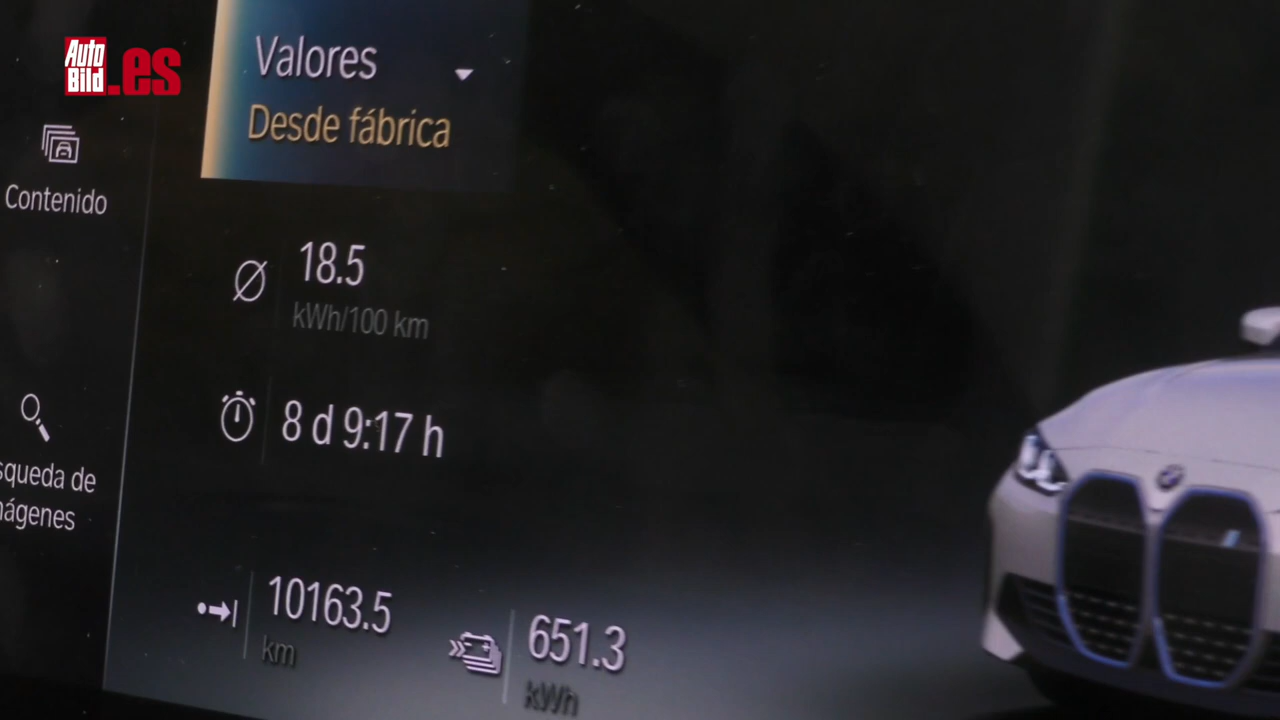 Auto
Bild
.es
Valores
Desde fábrica
Contenido
18.5
kWh/100 km
8 d 9:17 h
squeda de
mágenes
10163.5
km
651.3
kWh